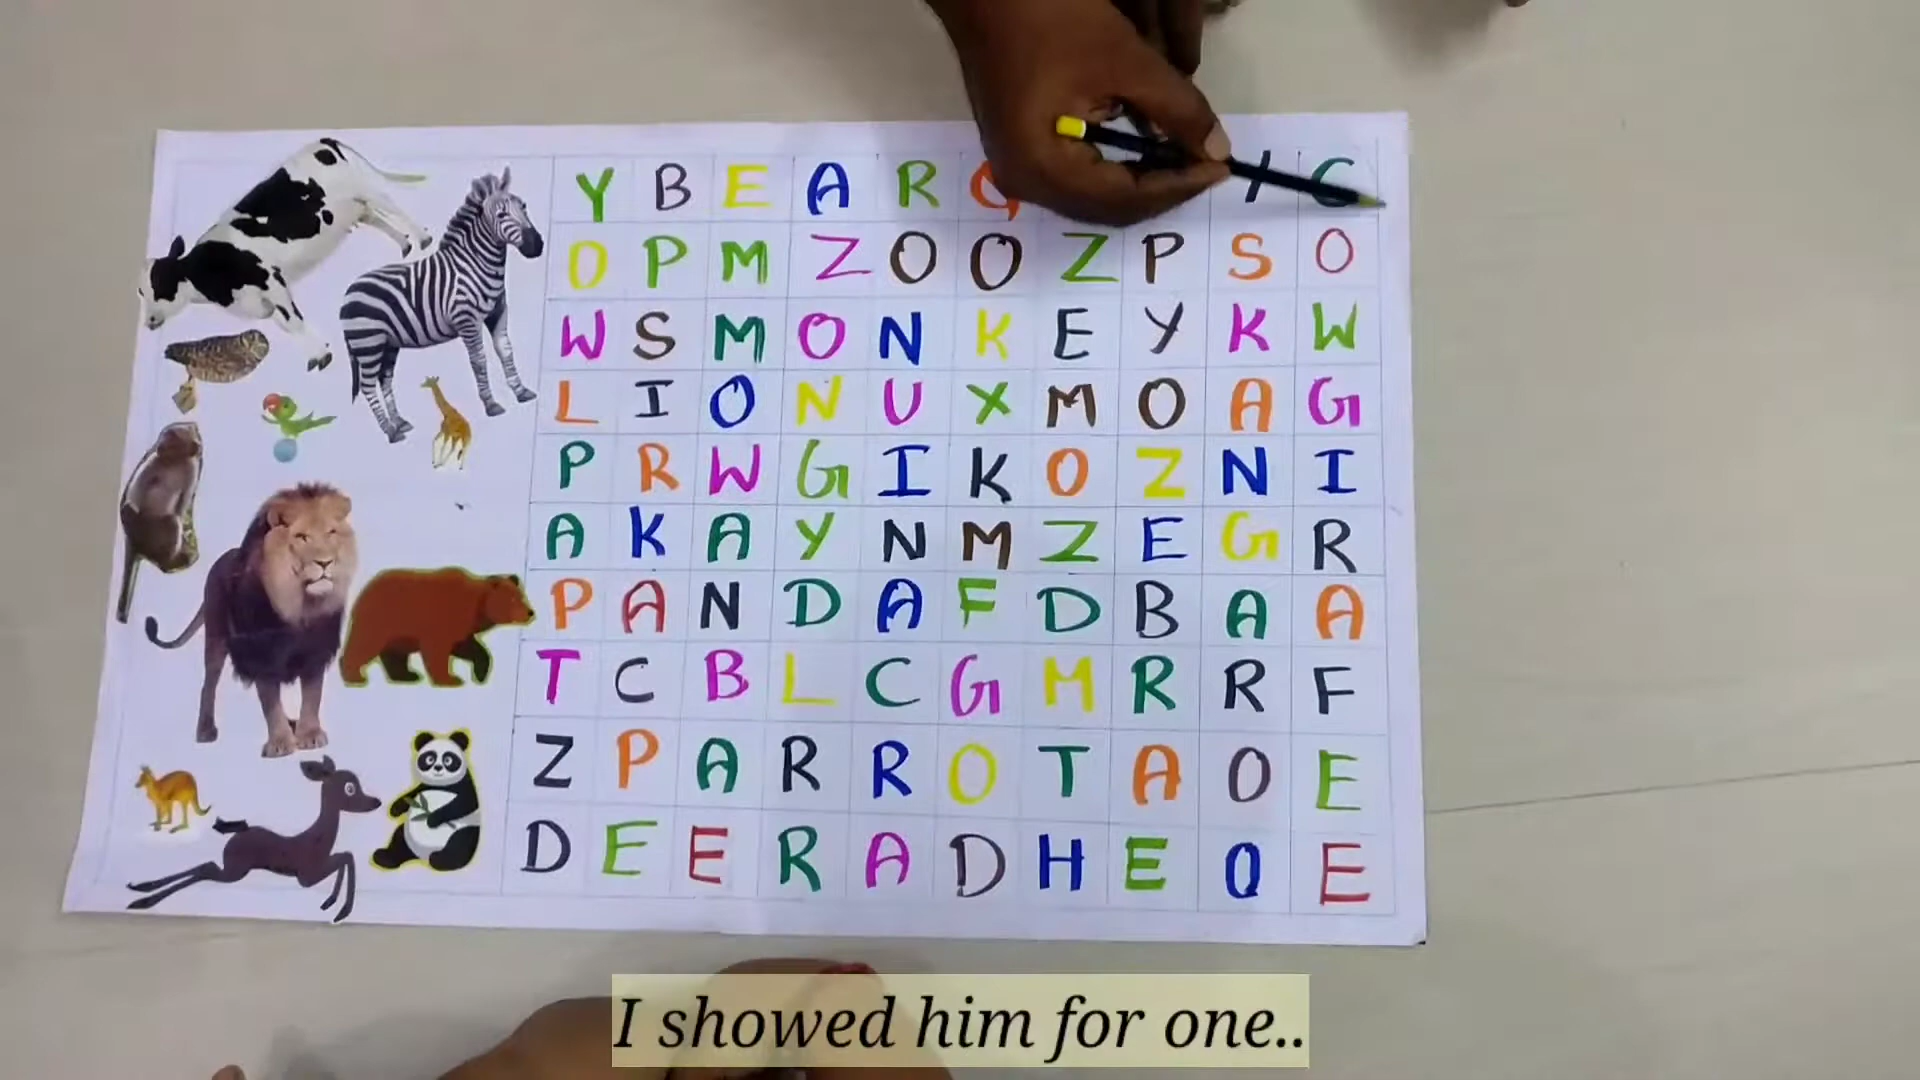 Y B E A R C
O P M Z O O Z P S O
W S M O N K E Y K W
L I O N U X M O A G
P R W G I K O Z N I
A K A Y N M Z E G R
P A N D A F D B A A
T C B L C G M R R F
Z P A R R O T A O E
D E E R A D H E O E
I showed him for one..